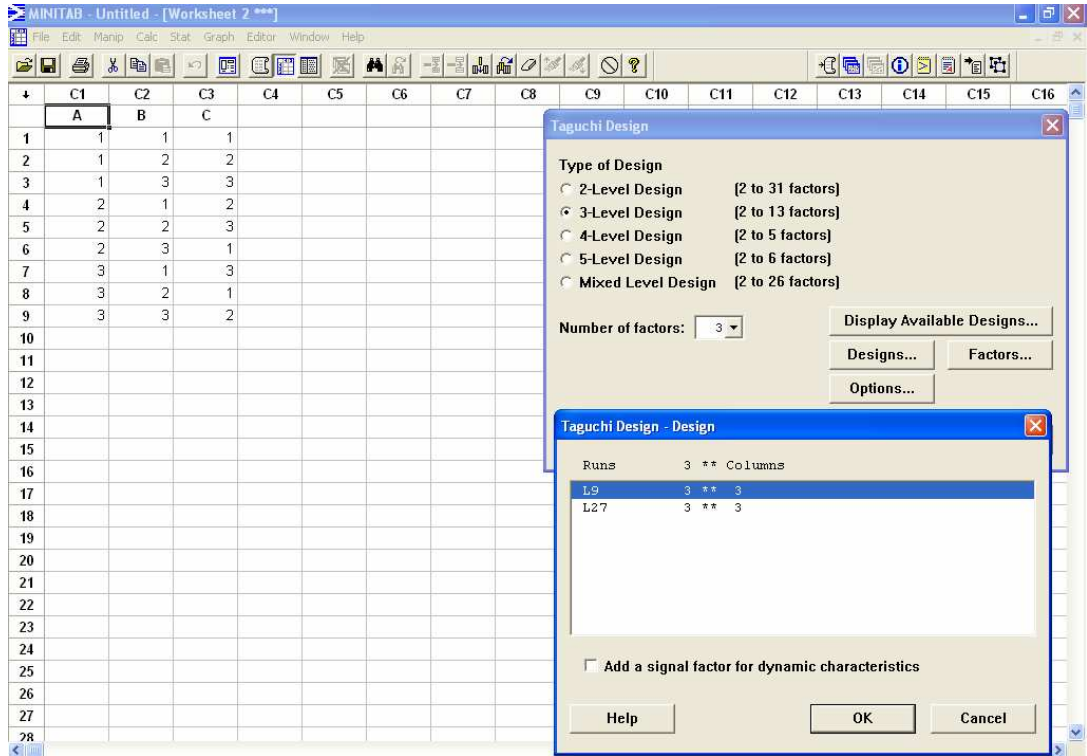 MINITAB - Untitled - [Worksheet 2 ***]
File Edit Manip Calc Stat Graph Editor Window Help
C1 C2 C3 C4 C5 C6 C7 C8 C9 C10 C11 C12 C13 C14 C15 C16
A B C
1 1 1 1
2 1 2 2
3 1 3 3
4 2 1 2
5 2 2 3
6 2 3 1
7 3 1 3
8 3 2 1
9 3 3 2
10
11
12
13
14
15
16
17
18
19
20
21
22
23
24
25
26
27
28
Taguchi Design
Type of Design
2-Level Design (2 to 31 factors)
3-Level Design (2 to 13 factors)
4-Level Design (2 to 5 factors)
5-Level Design (2 to 6 factors)
Mixed Level Design (2 to 26 factors)
Number of factors: 3
Display Available Designs...
Designs... Factors...
Options...
Taguchi Design - Design
Runs 3 ** Columns
L9 3 ** 3
L27 3 ** 3
Add a signal factor for dynamic characteristics
Help OK Cancel